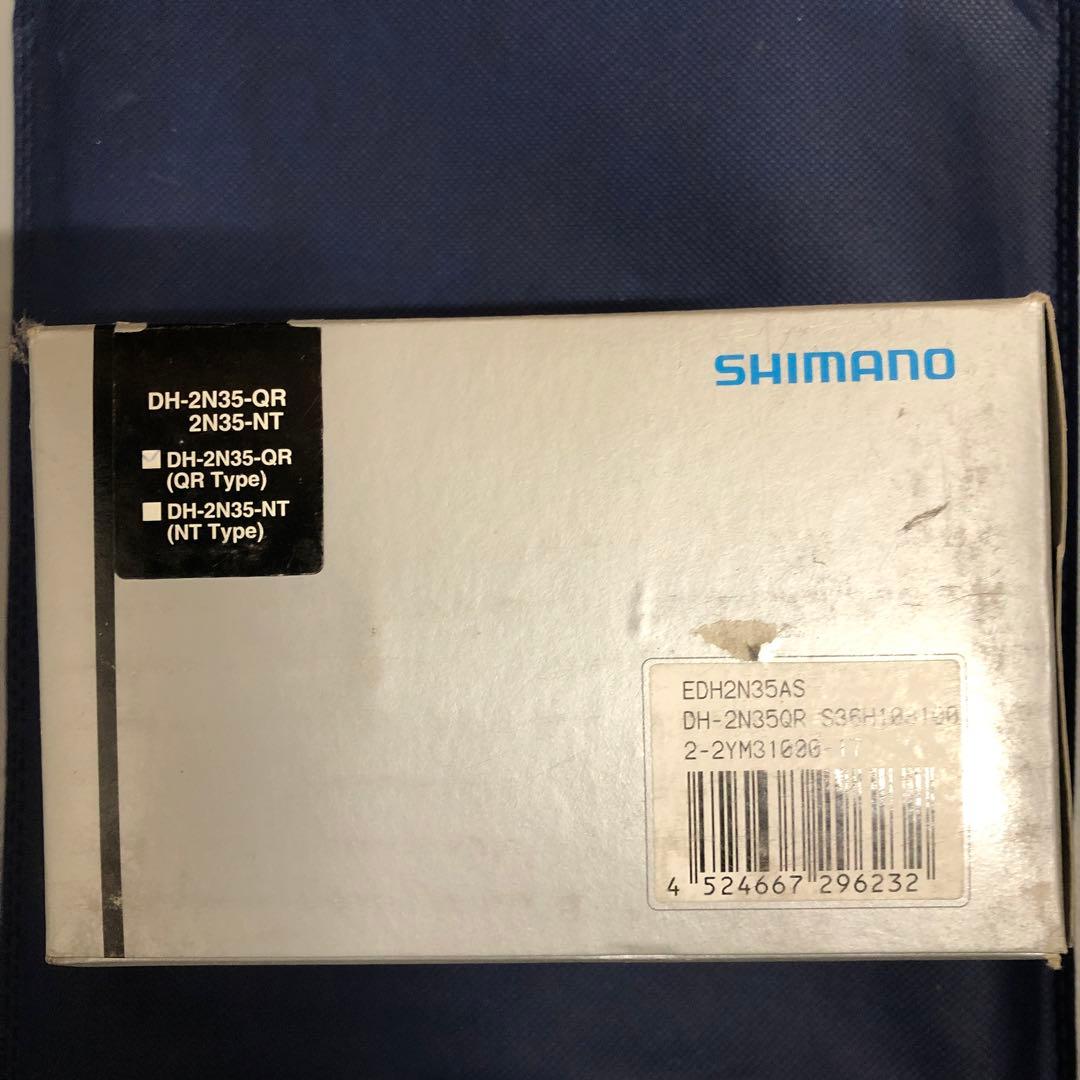 SHIMANO
DH-2N35-QR
2N35-NT
DH-2N35-QR
(QR Type)
DH-2N35-NT
(NT Type)
EDH2N35AS
DH-2N35QR
4 524667 296232